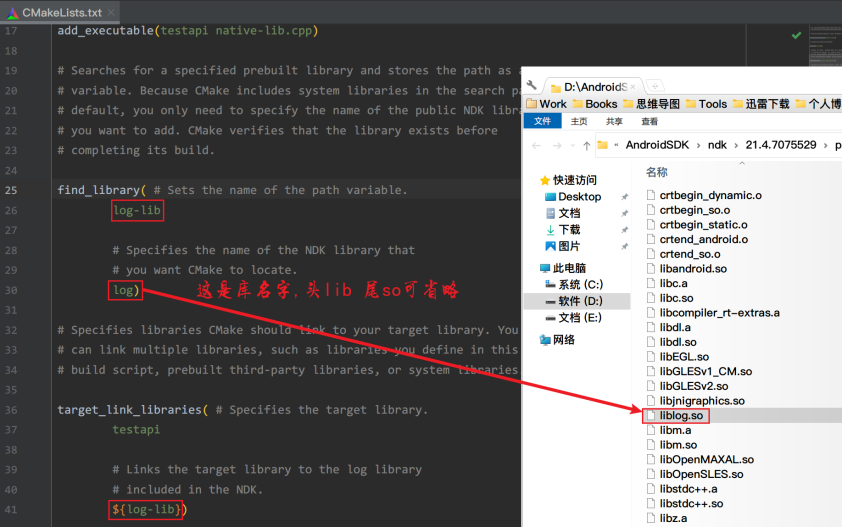 CMakeLists.txt
17 add_executable(testapi native-lib.cpp)
18
19 # Searches for a specified prebuilt library and stores the path as a
20 # variable. Because CMake includes system libraries in the search pa
21 # default, you only need to specify the name of the public NDK libr
22 # you want to add. CMake verifies that the library exists before
23 # completing its build.
24
25 find_library( # Sets the name of the path variable.
26 log-lib
27
28 # Specifies the name of the NDK library that
29 # you want CMake to locate.
30 log)
这是库名字,头lib 尾so可省略
31
32 # Specifies libraries CMake should link to your target library. You
33 # can link multiple libraries, such as libraries you define in this
34 # build script, prebuilt third-party libraries, or system libraries
35
36 target_link_libraries( # Specifies the target library.
37 testapi
38
39 # Links the target library to the log library
40 # included in the NDK.
41 ${log-lib})
D:\AndroidS
Work Books 思维导图 Tools 迅雷下载 个人博
文件 主页 共享 查看
« AndroidSDK › ndk › 21.4.7075529 › p
快速访问
Desktop
文档
下载
图片
此电脑
系统 (C:)
软件 (D:)
文档 (E:)
网络
名称
crtbegin_dynamic.o
crtbegin_so.o
crtbegin_static.o
crtend_android.o
crtend_so.o
libandroid.so
libc.a
libc.so
libcompiler_rt-extras.a
libdl.a
libdl.so
libEGL.so
libGLESv1_CM.so
libGLESv2.so
libjnigraphics.so
liblog.so
libm.a
libm.so
libOpenMAXAL.so
libOpenSLES.so
libstdc++.a
libstdc++.so
libz.a